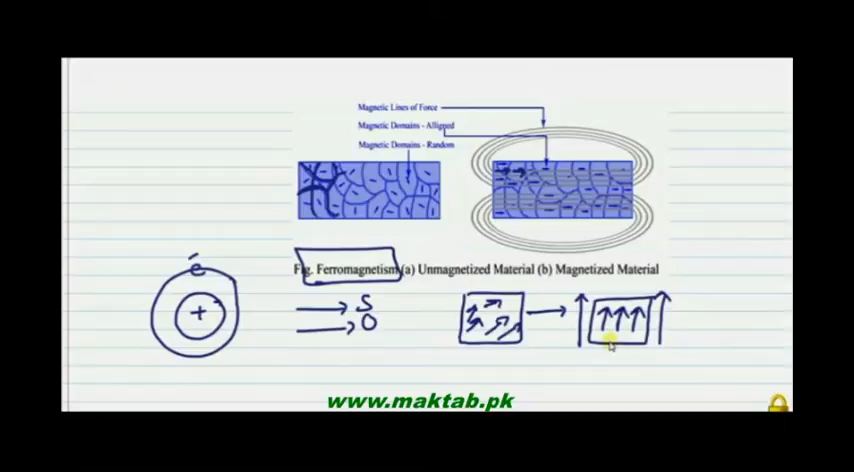 Magnetic Lines of Force
Magnetic Domains - Alligned
Magnetic Domains - Random
Fig. Ferromagnetism (a) Unmagnetized Material (b) Magnetized Material
e
+
S
O
www.maktab.pk